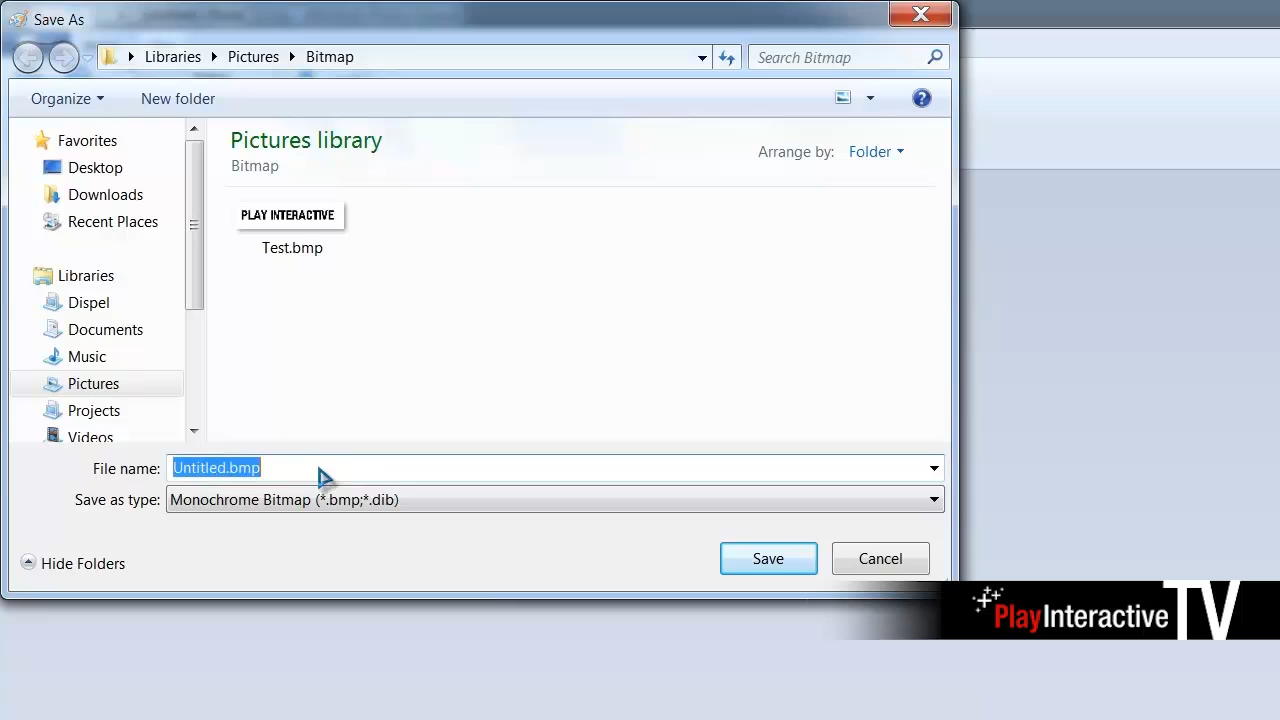 Save As
Libraries Pictures Bitmap
Search Bitmap
Organize New folder
Favorites
Desktop
Downloads
Recent Places
Libraries
Dispel
Documents
Music
Pictures
Projects
Videos
Pictures library
Bitmap
Arrange by: Folder
PLAY INTERACTIVE
Test.bmp
File name: Untitled.bmp
Save as type: Monochrome Bitmap (*.bmp;*.dib)
Hide Folders
Save Cancel
PlayInteractive TV